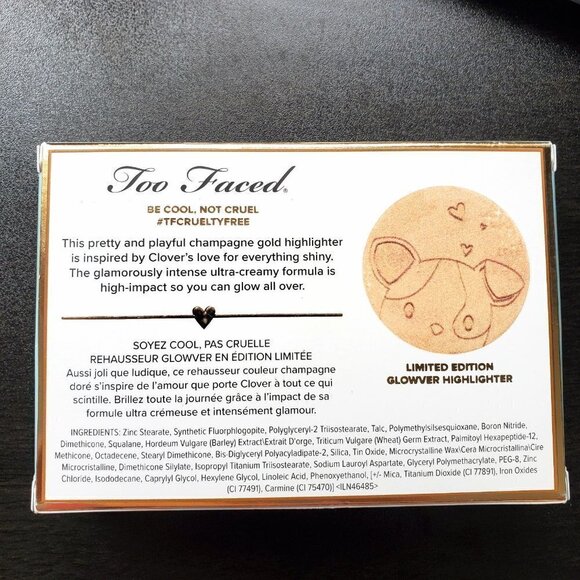 Too Faced®
BE COOL, NOT CRUEL
#TFCRUELTYFREE
This pretty and playful champagne gold highlighter
is inspired by Clover's love for everything shiny.
The glamorously intense ultra-creamy formula is
high-impact so you can glow all over.
SOYEZ COOL, PAS CRUELLE
REHAUSSEUR GLOWVER EN ÉDITION LIMITÉE
Aussi joli que ludique, ce rehausseur couleur champagne
doré s'inspire de l'amour que porte Clover à tout ce qui
scintille. Brillez toute la journée grâce à l'impact de sa
formule ultra crémeuse et intensément glamour.
LIMITED EDITION
GLOWVER HIGHLIGHTER
INGREDIENTS: Zinc Stearate, Synthetic Fluorphlogopite, Polyglyceryl-2 Triisostearate, Talc, Polymethylsilsesquioxane, Boron Nitride,
Dimethicone, Squalane, Hordeum Vulgare (Barley) Extract\Extrait D'orge, Triticum Vulgare (Wheat) Germ Extract, Palmitoyl Hexapeptide-12,
Methicone, Octadecene, Stearyl Dimethicone, Bis-Diglyceryl Polyacyladipate-2, Silica, Tin Oxide, Microcrystalline Wax\Cera Microcristallina\Cire
Microcristalline, Dimethicone Silylate, Isopropyl Titanium Triisostearate, Sodium Lauroyl Aspartate, Glyceryl Polymethacrylate, PEG-8, Zinc
Chloride, Isododecane, Caprylyl Glycol, Hexylene Glycol, Linoleic Acid, Phenoxyethanol, [+/- Mica, Titanium Dioxide (CI 77891), Iron Oxides
(CI 77491), Carmine (CI 75470)] <ILN46485>